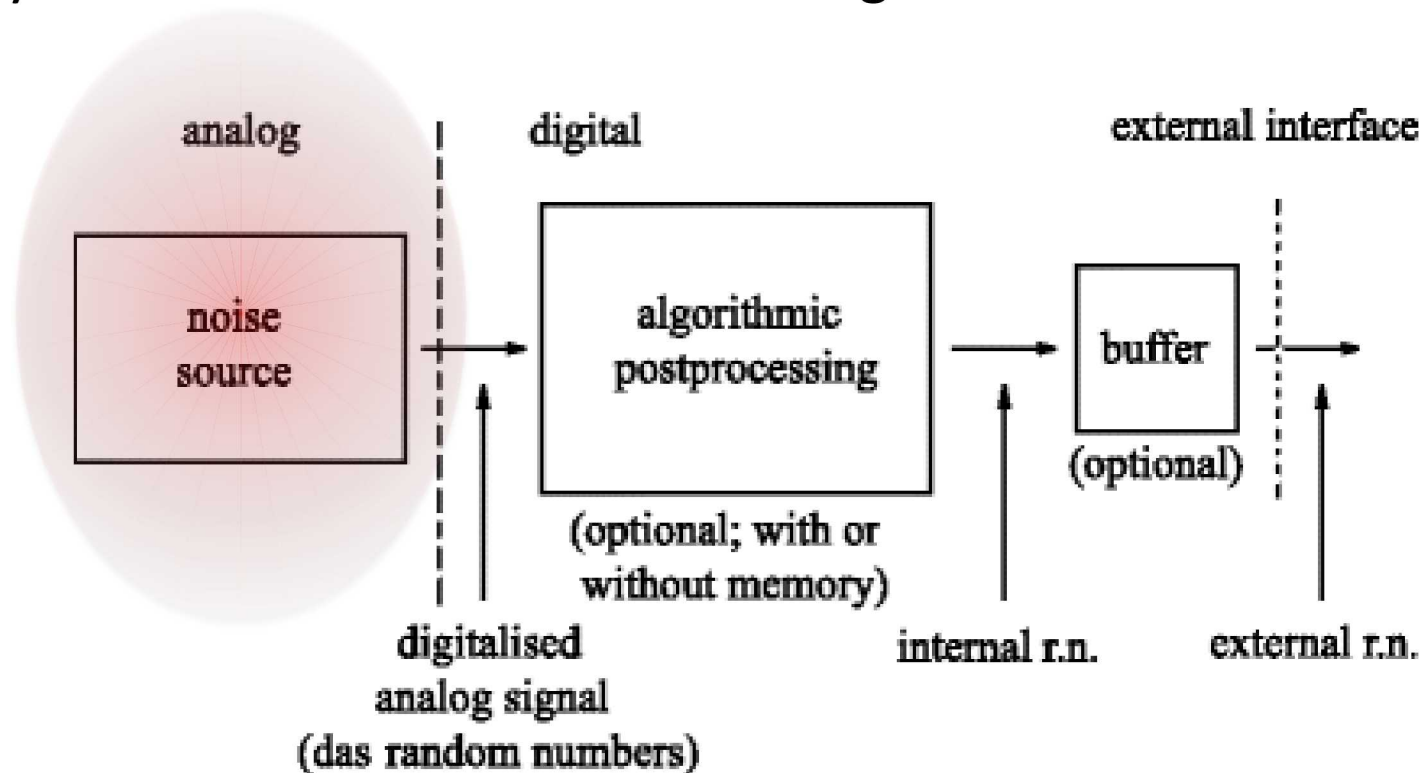 analog
digital
external interface
noise
source
algorithmic
postprocessing
buffer
(optional)
(optional; with or
without memory)
digitalised
analog signal
(das random numbers)
internal r.n.
external r.n.